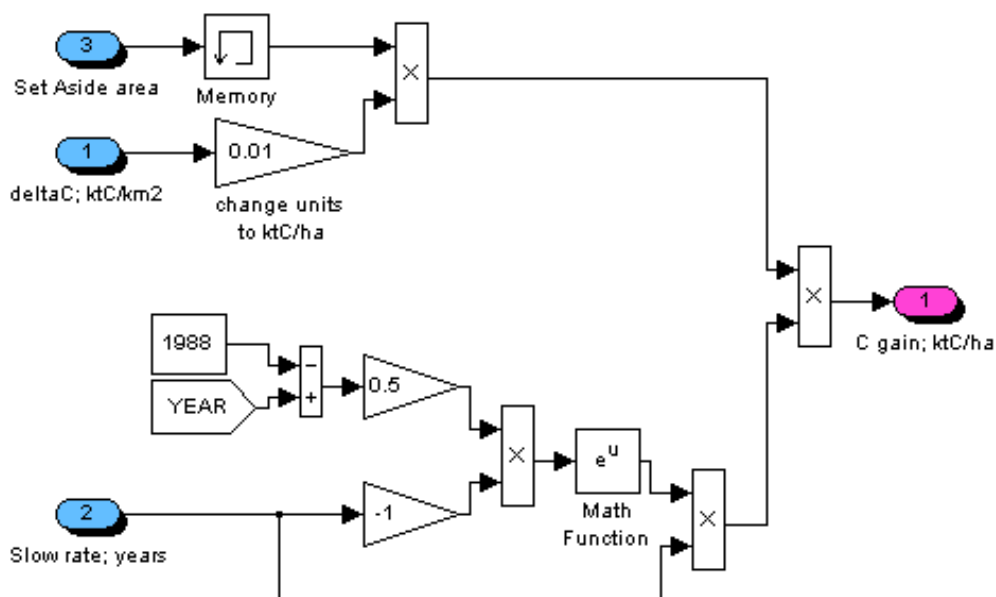 3
Set Aside area
Memory
×
1
deltaC; ktC/km2
0.01
change units
to ktC/ha
×
1
C gain; ktC/ha
1988
−
+
YEAR
0.5
×
e^u
Math
Function
2
Slow rate; years
-1
×